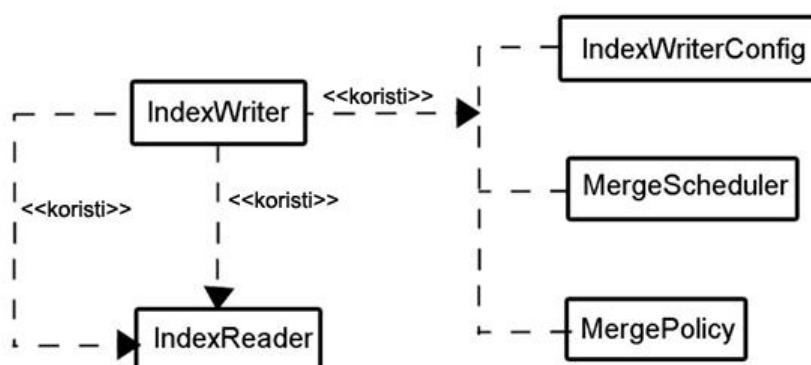 IndexWriterConfig
<<koristi>>
IndexWriter
MergeScheduler
<<koristi>>
<<koristi>>
MergePolicy
IndexReader